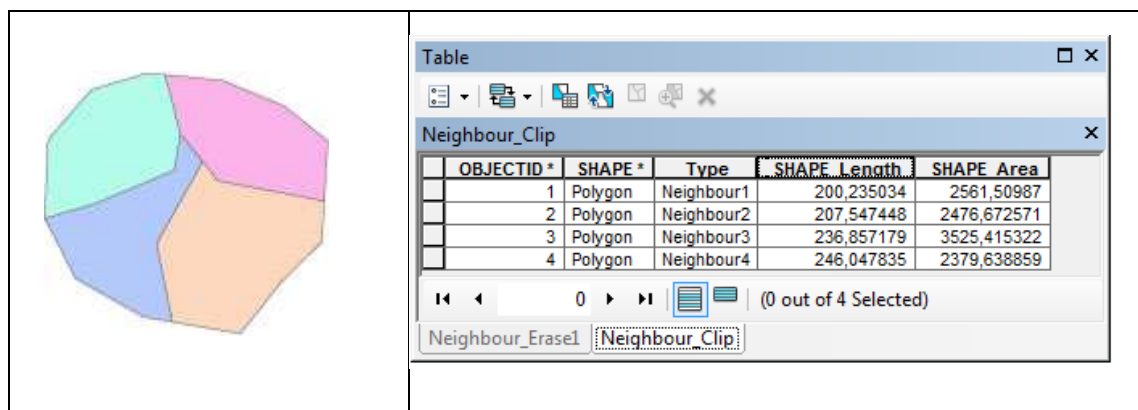 Table
Neighbour_Clip
OBJECTID * SHAPE * Type SHAPE_Length SHAPE_Area
1 Polygon Neighbour1 200,235034 2561,50987
2 Polygon Neighbour2 207,547448 2476,672571
3 Polygon Neighbour3 236,857179 3525,415322
4 Polygon Neighbour4 246,047835 2379,638859
0 (0 out of 4 Selected)
Neighbour_Erase1 Neighbour_Clip